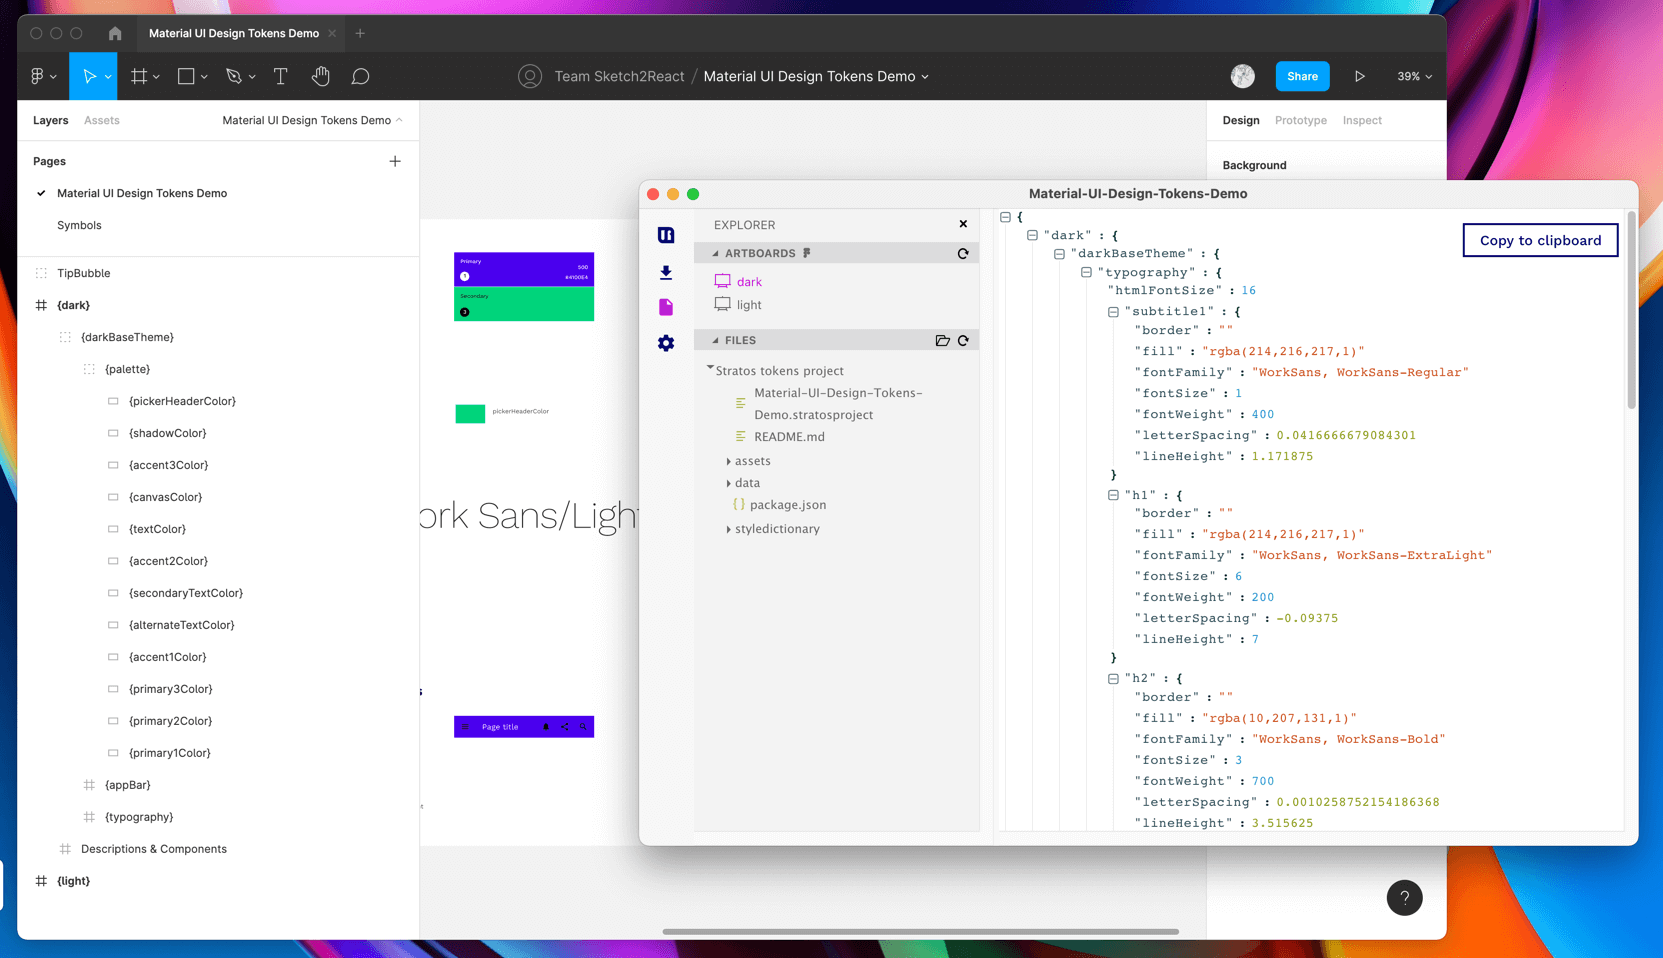 Material UI Design Tokens Demo
Team Sketch2React / Material UI Design Tokens Demo
Share
39%
Layers
Assets
Material UI Design Tokens Demo
Pages
Material UI Design Tokens Demo
Symbols
TipBubble
{dark}
{darkBaseTheme}
{palette}
{pickerHeaderColor}
{shadowColor}
{accent3Color}
{canvasColor}
{textColor}
{accent2Color}
{secondaryTextColor}
{alternateTextColor}
{accent1Color}
{primary3Color}
{primary2Color}
{primary1Color}
{appBar}
{typography}
Descriptions & Components
{light}
Primary
500
1
#4100E4
Secondary
3
pickerHeaderColor
ork Sans/Light
Page title
Design
Prototype
Inspect
Background
Material-UI-Design-Tokens-Demo
EXPLORER
ARTBOARDS
dark
light
FILES
Stratos tokens project
Material-UI-Design-Tokens-
Demo.stratosproject
README.md
assets
data
{} package.json
styledictionary
Copy to clipboard
{
"dark" : {
"darkBaseTheme" : {
"typography" : {
"htmlFontSize" : 16
"subtitle1" : {
"border" : ""
"fill" : "rgba(214,216,217,1)"
"fontFamily" : "WorkSans, WorkSans-Regular"
"fontSize" : 1
"fontWeight" : 400
"letterSpacing" : 0.0416666679084301
"lineHeight" : 1.171875
}
"h1" : {
"border" : ""
"fill" : "rgba(214,216,217,1)"
"fontFamily" : "WorkSans, WorkSans-ExtraLight"
"fontSize" : 6
"fontWeight" : 200
"letterSpacing" : -0.09375
"lineHeight" : 7
}
"h2" : {
"border" : ""
"fill" : "rgba(10,207,131,1)"
"fontFamily" : "WorkSans, WorkSans-Bold"
"fontSize" : 3
"fontWeight" : 700
"letterSpacing" : 0.0010258752154186368
"lineHeight" : 3.515625
?